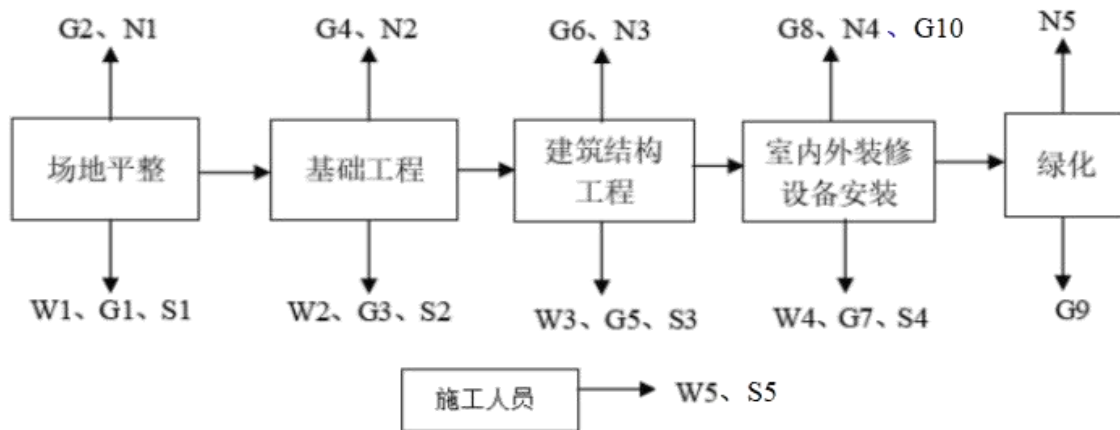 G2、N1
G4、N2
G6、N3
G8、N4、G10
N5
场地平整
基础工程
建筑结构
工程
室内外装修
设备安装
绿化
W1、G1、S1
W2、G3、S2
W3、G5、S3
W4、G7、S4
G9
施工人员
W5、S5